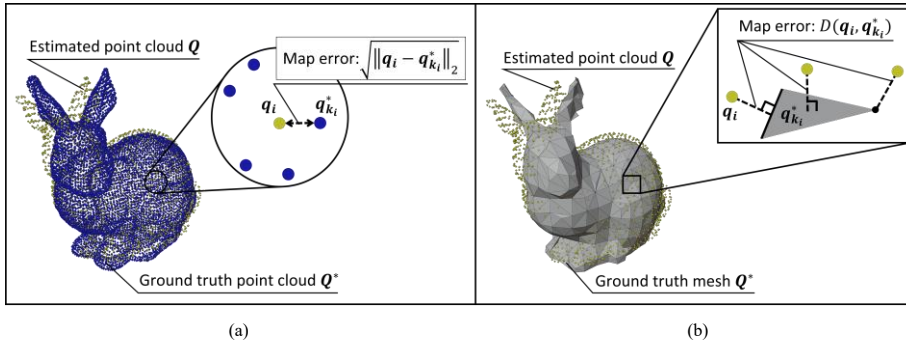 Estimated point cloud Q
Map error: √‖q_i − q*_{k_i}‖_2
q_i
q*_{k_i}
Ground truth point cloud Q*
(a)
Estimated point cloud Q
Map error: D(q_i, q*_{k_i})
q_i
q*_{k_i}
Ground truth mesh Q*
(b)